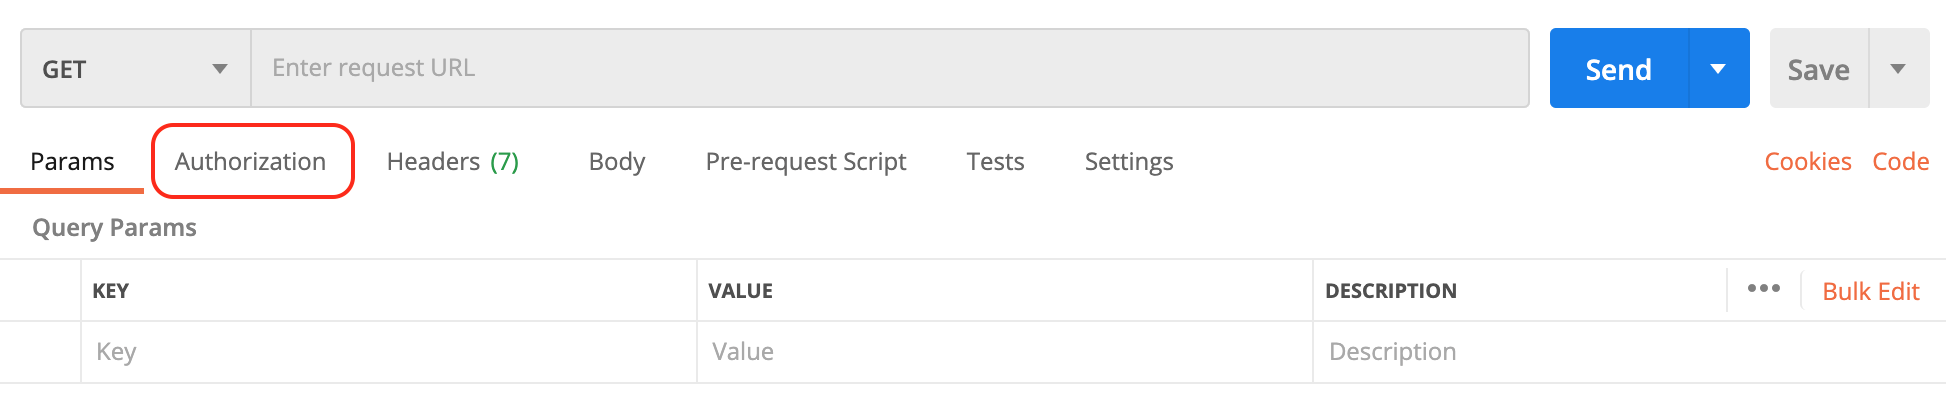 GET Enter request URL Send Save
Params Authorization Headers (7) Body Pre-request Script Tests Settings Cookies Code
Query Params
KEY VALUE DESCRIPTION ••• Bulk Edit
Key Value Description